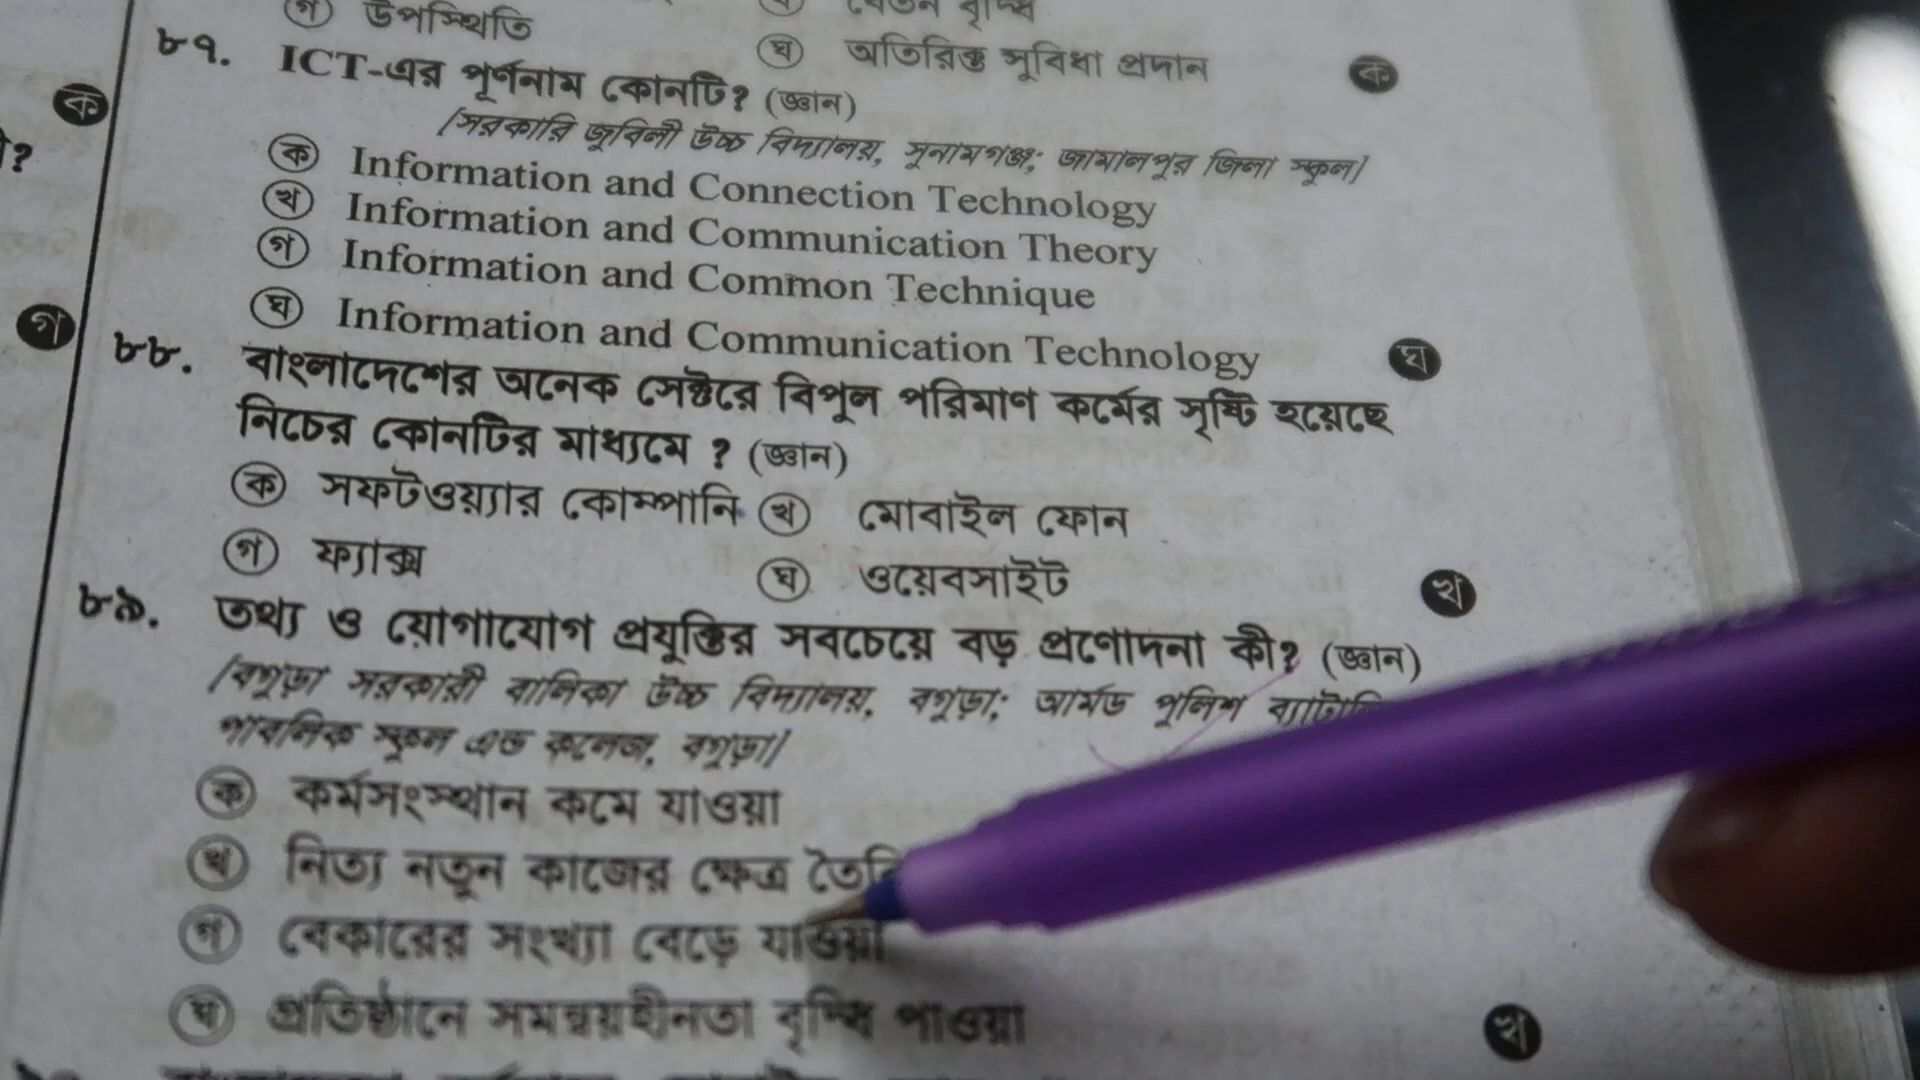 গ উপস্থিতি
ঘ অতিরিক্ত সুবিধা প্রদান ক
৮৭. ICT-এর পূর্ণনাম কোনটি? (জ্ঞান)
[সরকারি জুবিলী উচ্চ বিদ্যালয়, সুনামগঞ্জ; জামালপুর জিলা স্কুল]
ক
?
ক Information and Connection Technology
খ Information and Communication Theory
গ Information and Common Technique
ঘ Information and Communication Technology ঘ
গ
৮৮. বাংলাদেশের অনেক সেক্টরে বিপুল পরিমাণ কর্মের সৃষ্টি হয়েছে
নিচের কোনটির মাধ্যমে ? (জ্ঞান)
ক সফটওয়্যার কোম্পানি খ মোবাইল ফোন
গ ফ্যাক্স ঘ ওয়েবসাইট খ
৮৯. তথ্য ও যোগাযোগ প্রযুক্তির সবচেয়ে বড় প্রণোদনা কী? (জ্ঞান)
[বগুড়া সরকারী বালিকা উচ্চ বিদ্যালয়, বগুড়া; আর্মড পুলিশ
পাবলিক স্কুল এন্ড কলেজ, বগুড়া]
ক কর্মসংস্থান কমে যাওয়া
খ নিত্য নতুন কাজের ক্ষেত্র
গ বেকারের সংখ্যা বেড়ে যাওয়া
ঘ প্রতিষ্ঠানে সমন্বয়হীনতা বৃদ্ধি পাওয়া খ